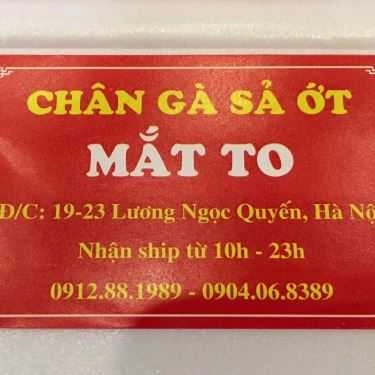 CHÂN GÀ SẢ ỚT
MẮT TO
Đ/C: 19-23 Lương Ngọc Quyến, Hà Nộ
Nhận ship từ 10h - 23h
0912.88.1989 - 0904.06.8389